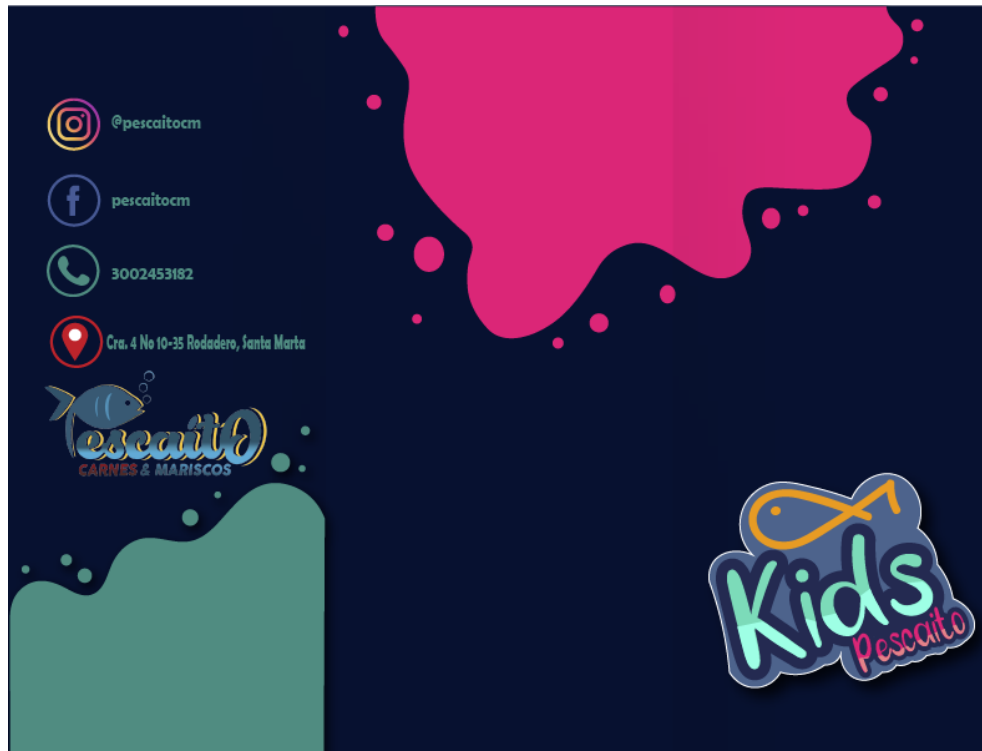 @pescaitocm
pescaitocm
3002453182
Cra. 4 No 10-35 Rodadero, Santa Marta
Pescaito
CARNES & MARISCOS
Kids
Pescaito